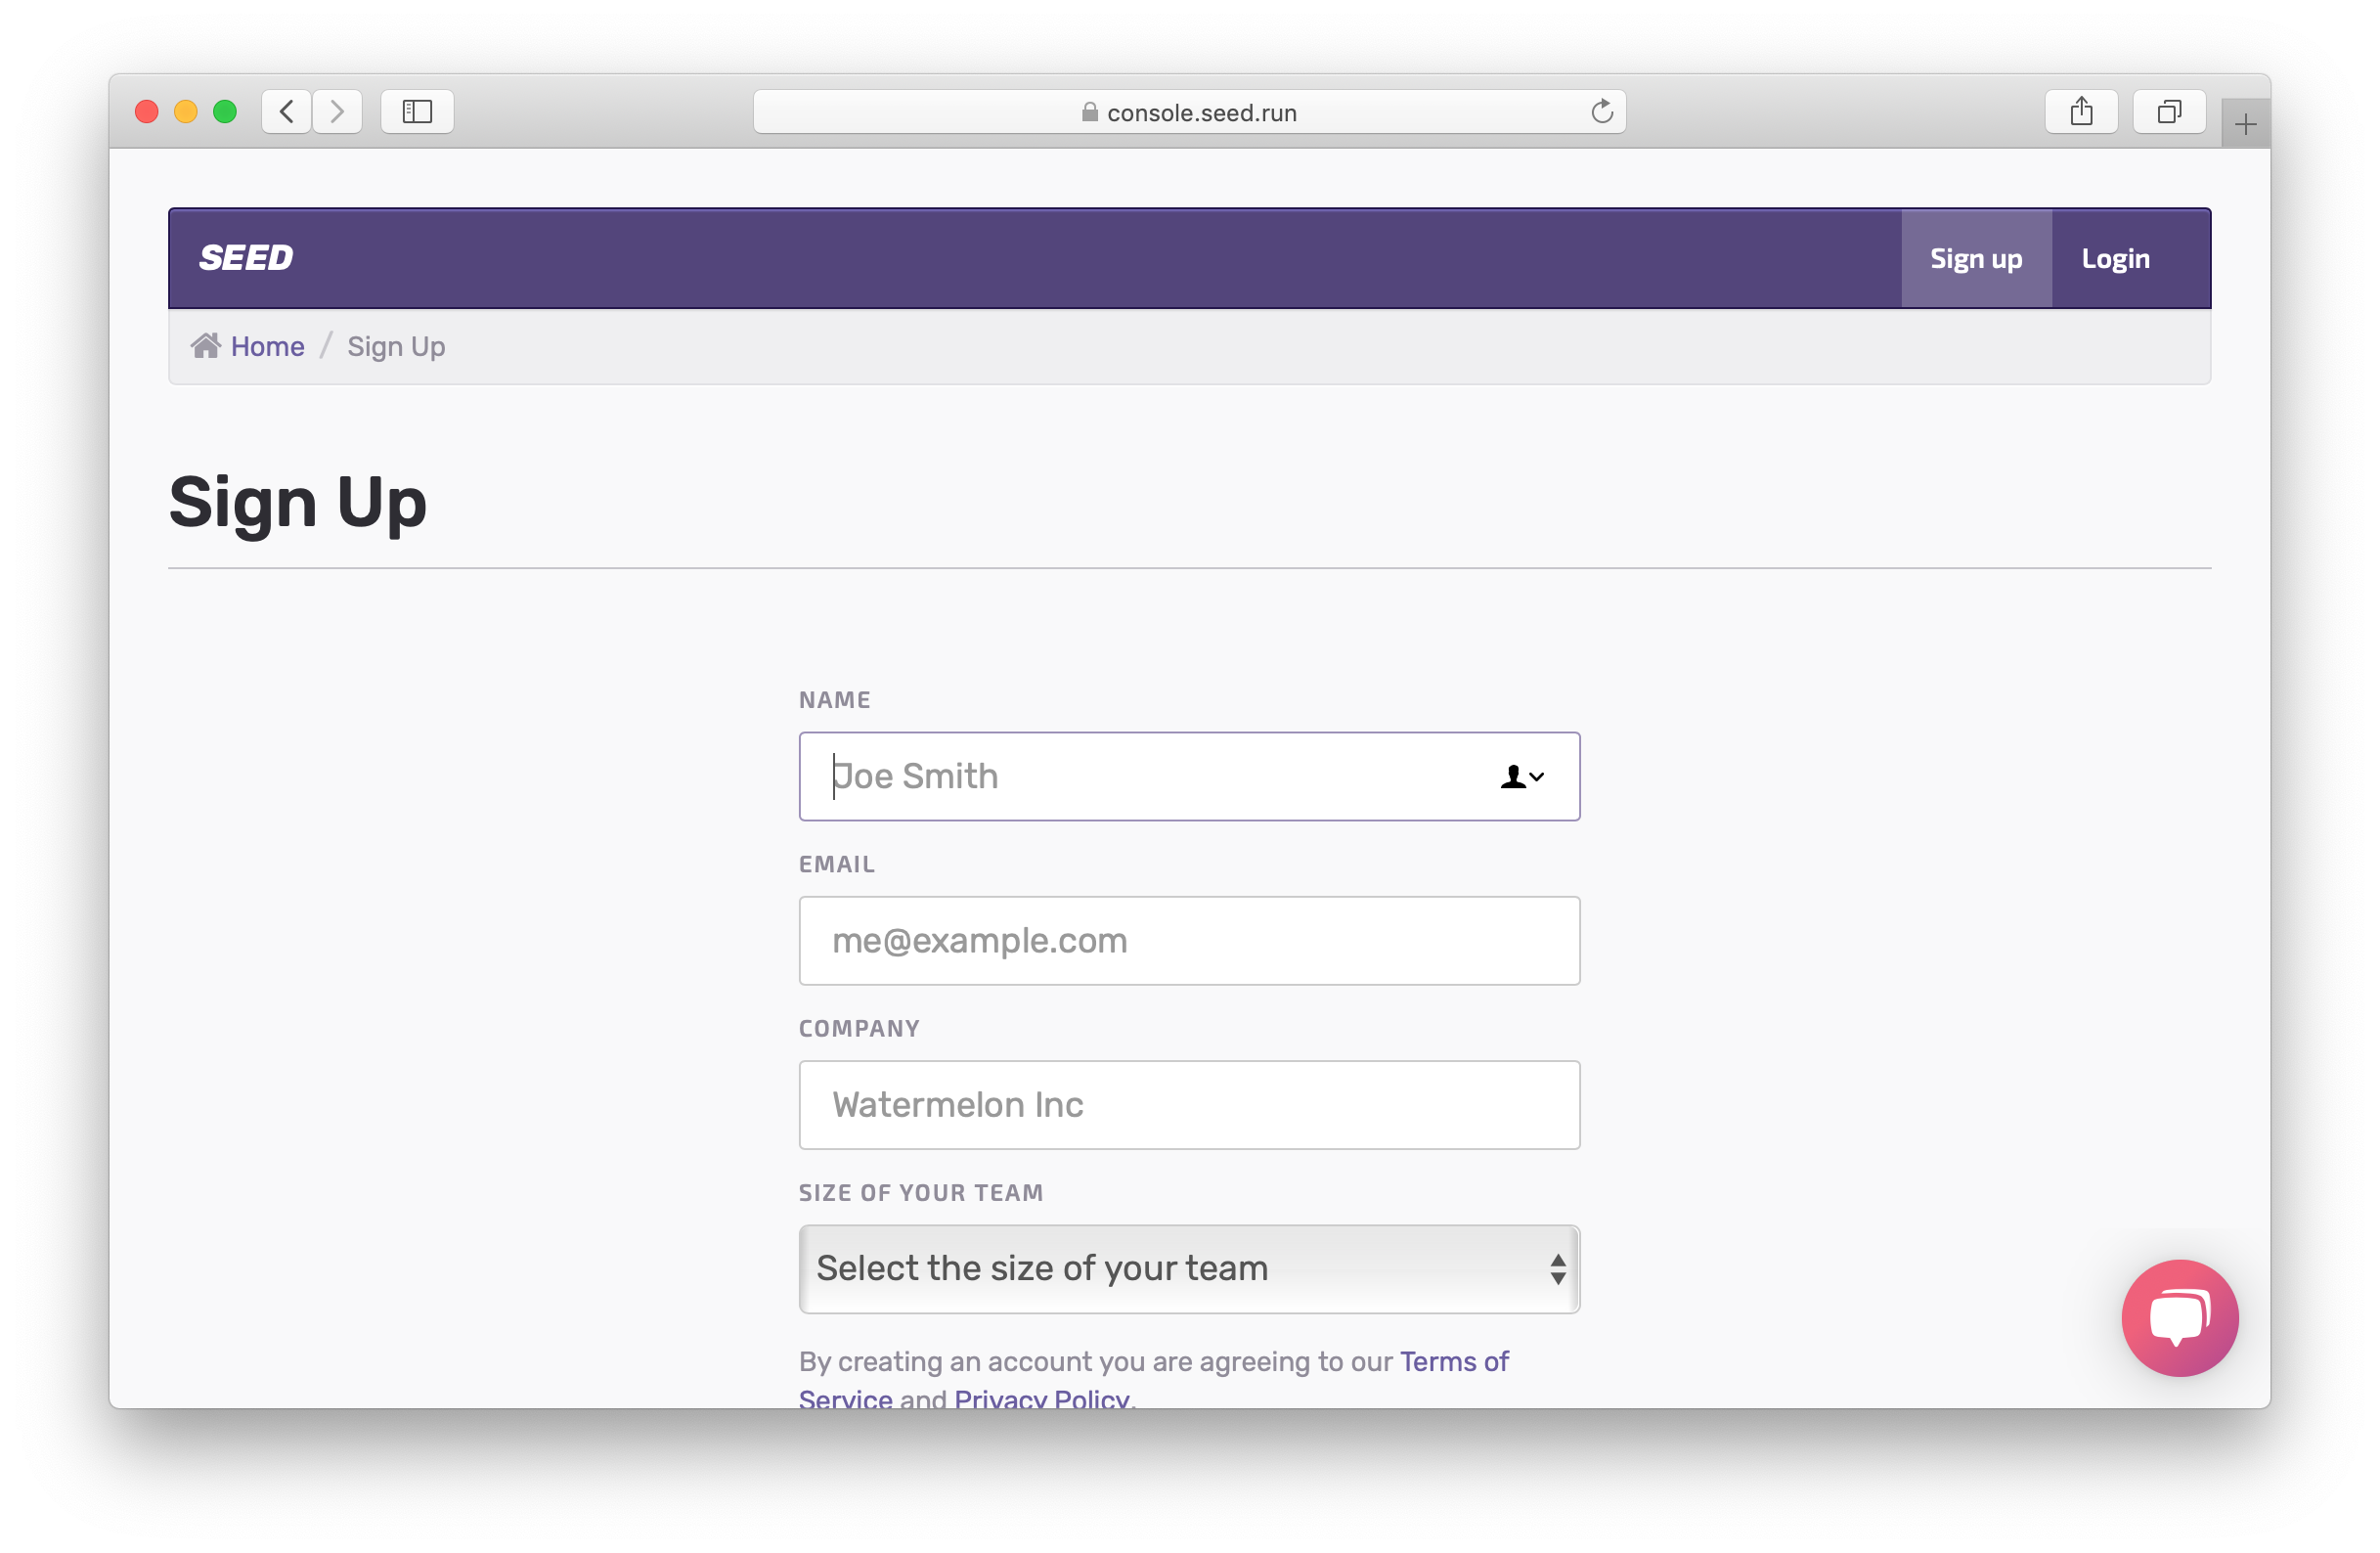 console.seed.run
SEED
Sign up
Login
Home / Sign Up
Sign Up
NAME
Joe Smith
EMAIL
me@example.com
COMPANY
Watermelon Inc
SIZE OF YOUR TEAM
Select the size of your team
By creating an account you are agreeing to our Terms of
Service and Privacy Policy.